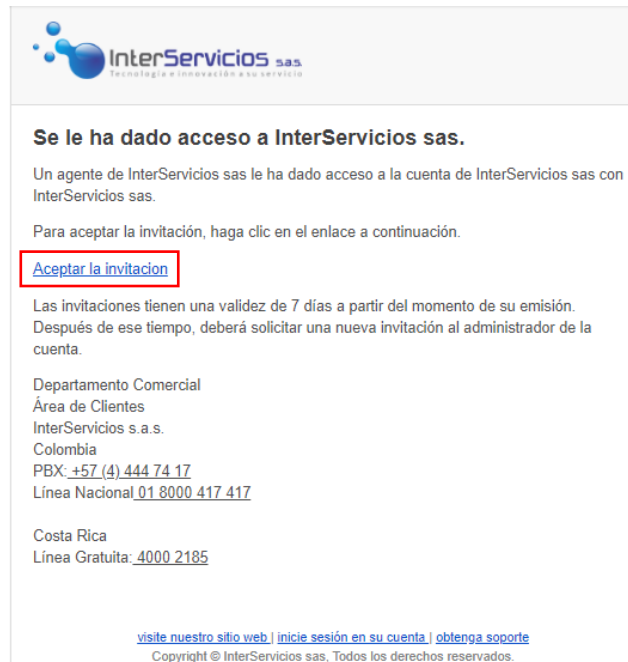 InterServicios s.a.s.
Tecnología e innovación a su servicio
Se le ha dado acceso a InterServicios sas.
Un agente de InterServicios sas le ha dado acceso a la cuenta de InterServicios sas con
InterServicios sas.
Para aceptar la invitación, haga clic en el enlace a continuación.
Aceptar la invitacion
Las invitaciones tienen una validez de 7 días a partir del momento de su emisión.
Después de ese tiempo, deberá solicitar una nueva invitación al administrador de la
cuenta.
Departamento Comercial
Área de Clientes
InterServicios s.a.s.
Colombia
PBX: +57 (4) 444 74 17
Línea Nacional 01 8000 417 417
Costa Rica
Línea Gratuita: 4000 2185
visite nuestro sitio web | inicie sesión en su cuenta | obtenga soporte
Copyright © InterServicios sas, Todos los derechos reservados.